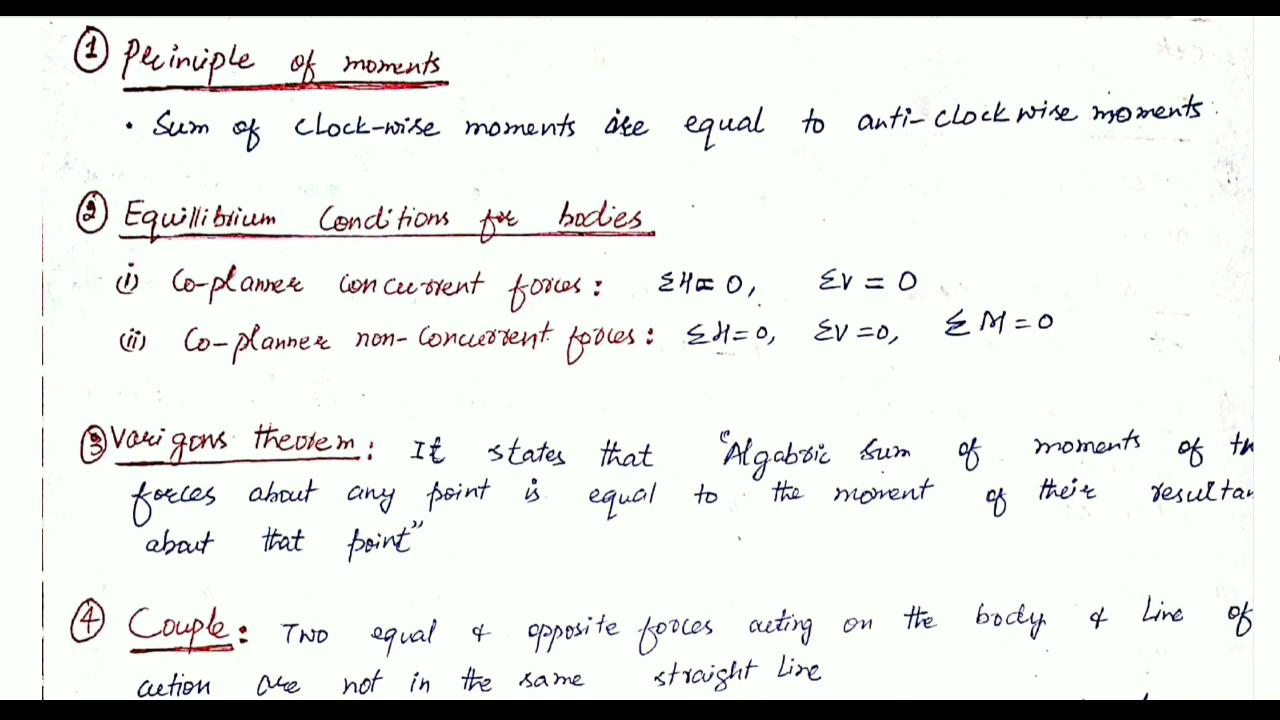 ① Principle of moments
• Sum of clock-wise moments are equal to anti-clockwise moments.
② Equillibrium Conditions for bodies
(i) Co-planner concurrent forces: ΣH = 0, ΣV = 0
(ii) Co-planner non-concurrent forces: ΣH=0, ΣV=0, ΣM=0
③ Varigons theorem: It states that "Algabric sum of moments of th
forces about any point is equal to the moment of their resultan
about that point"
④ Couple: Two equal & opposite forces acting on the body & Line of
action are not in the same straight Line